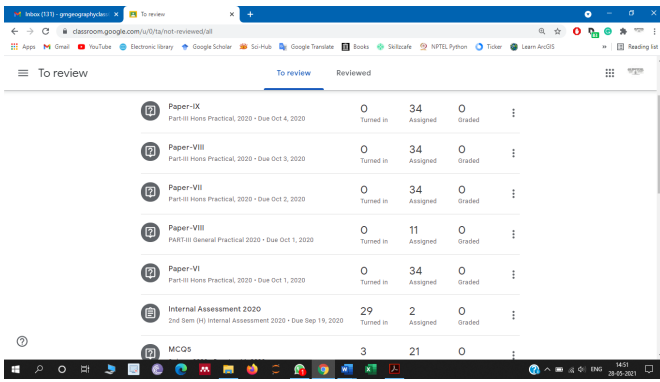 Inbox (131) - gmgeographyclass
To review
classroom.google.com/u/0/ta/not-reviewed/all
Apps Gmail YouTube Electronic library Google Scholar Sci-Hub Google Translate Books Skillzcafe NPTEL Python Ticker Learn ArcGIS » Reading list
To review To review Reviewed
Paper-IX 0 34 0
Part-III Hons Practical, 2020 • Due Oct 4, 2020 Turned in Assigned Graded
Paper-VIII 0 34 0
Part-III Hons Practical, 2020 • Due Oct 3, 2020 Turned in Assigned Graded
Paper-VII 0 34 0
Part-III Hons Practical, 2020 • Due Oct 2, 2020 Turned in Assigned Graded
Paper-VIII 0 11 0
PART-III General Practical 2020 • Due Oct 1, 2020 Turned in Assigned Graded
Paper-VI 0 34 0
Part-III Hons Practical, 2020 • Due Oct 1, 2020 Turned in Assigned Graded
Internal Assessment 2020 29 2 0
2nd Sem (H) Internal Assessment 2020 • Due Sep 19, 2020 Turned in Assigned Graded
MCQ5 3 21 0
ENG 14:51
28-05-2021